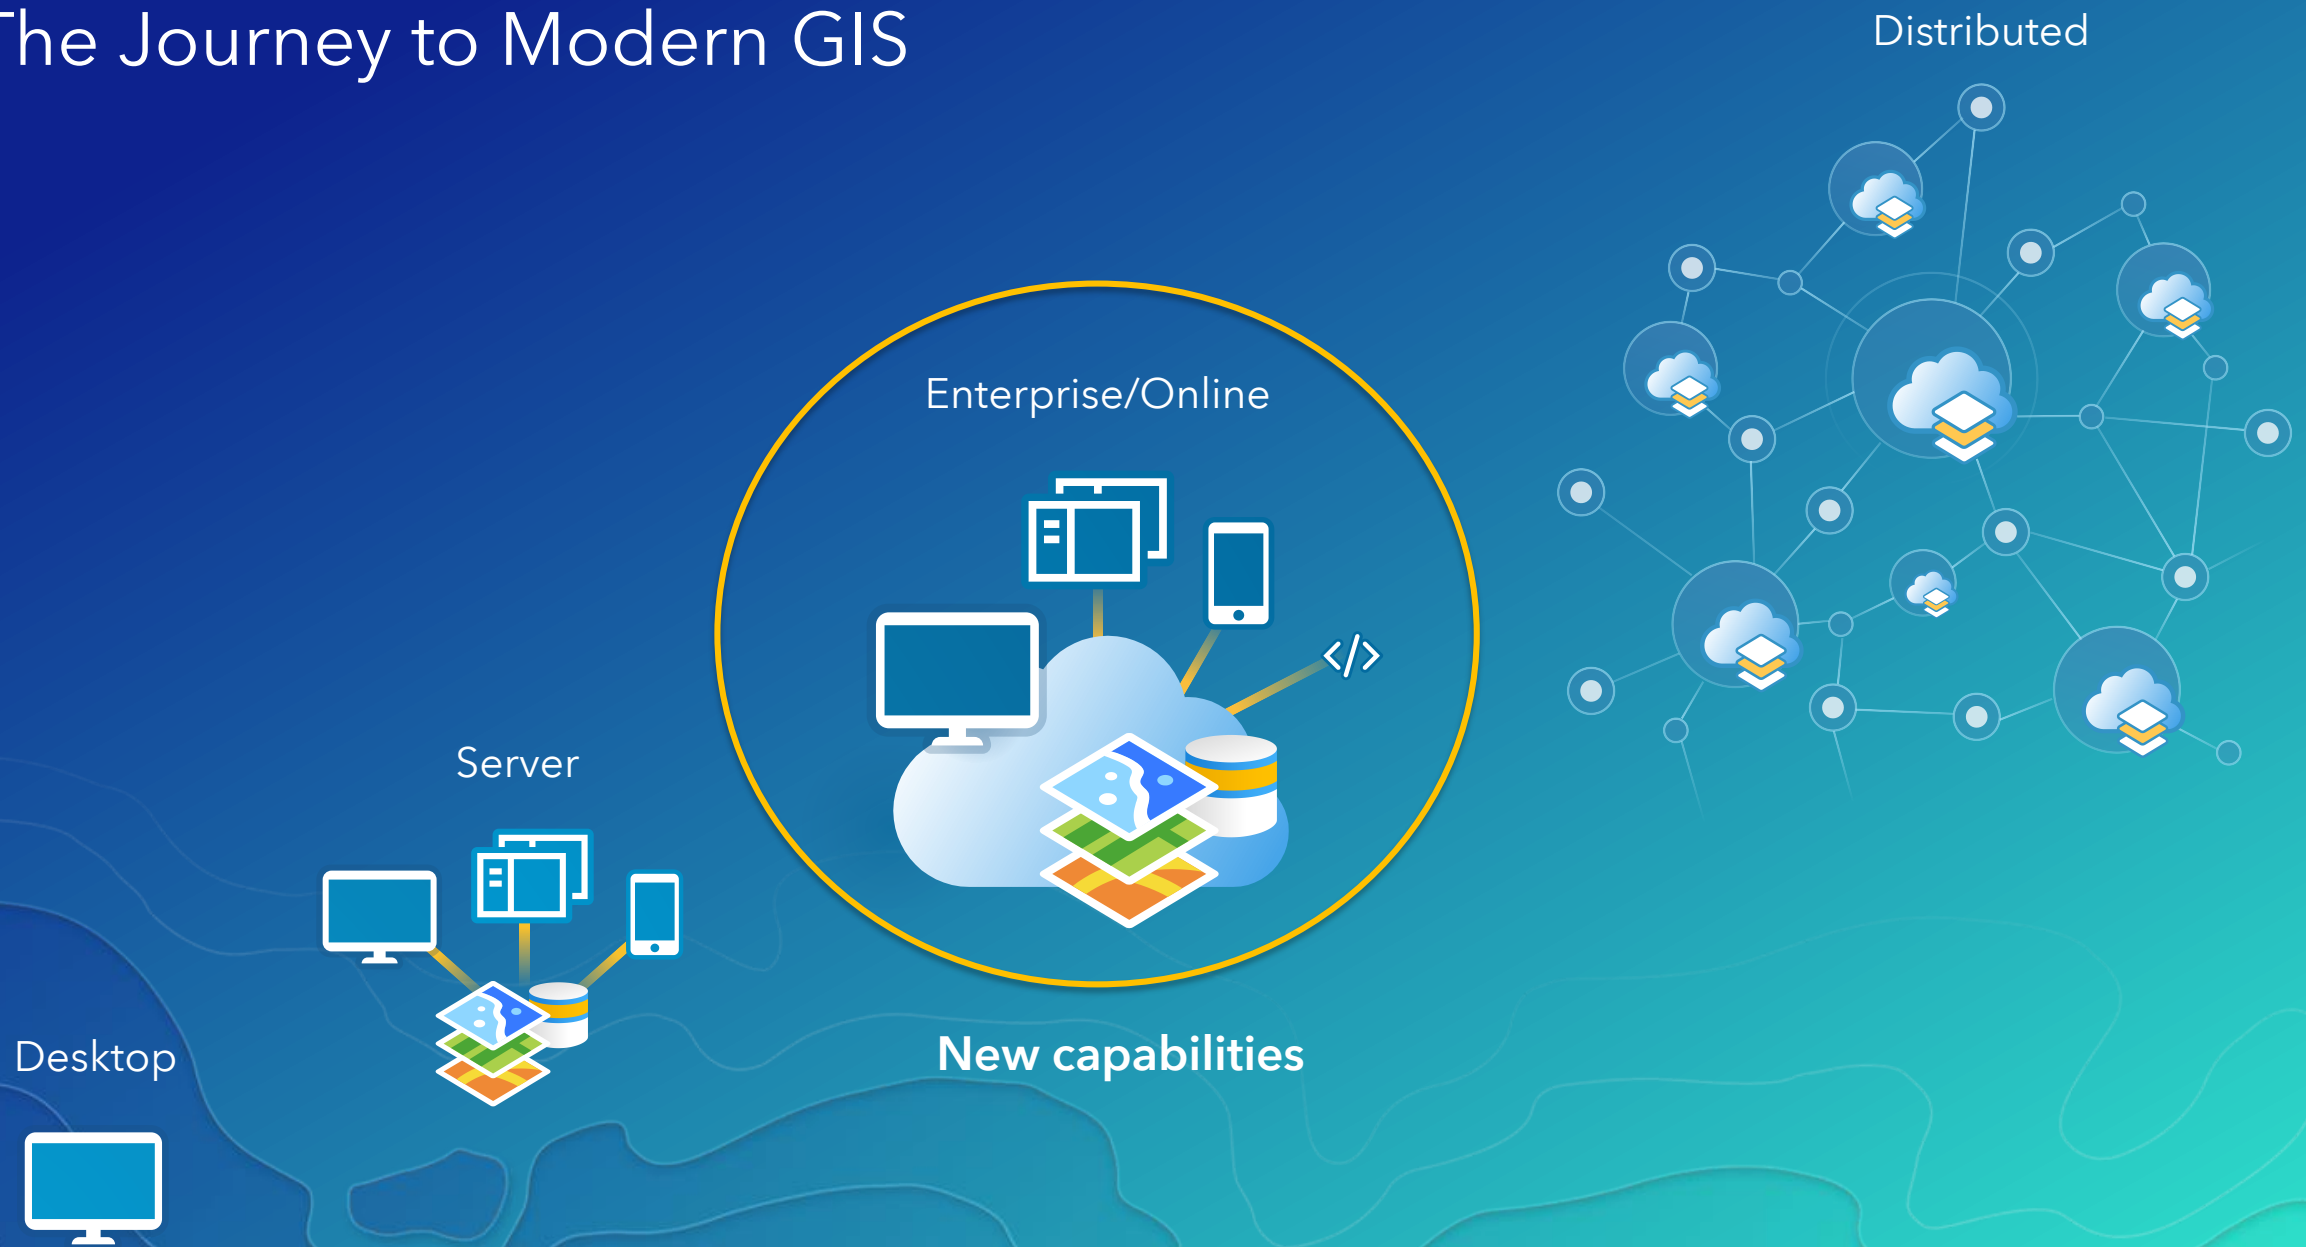 The Journey to Modern GIS
Distributed
Enterprise/Online
</>
Server
New capabilities
Desktop